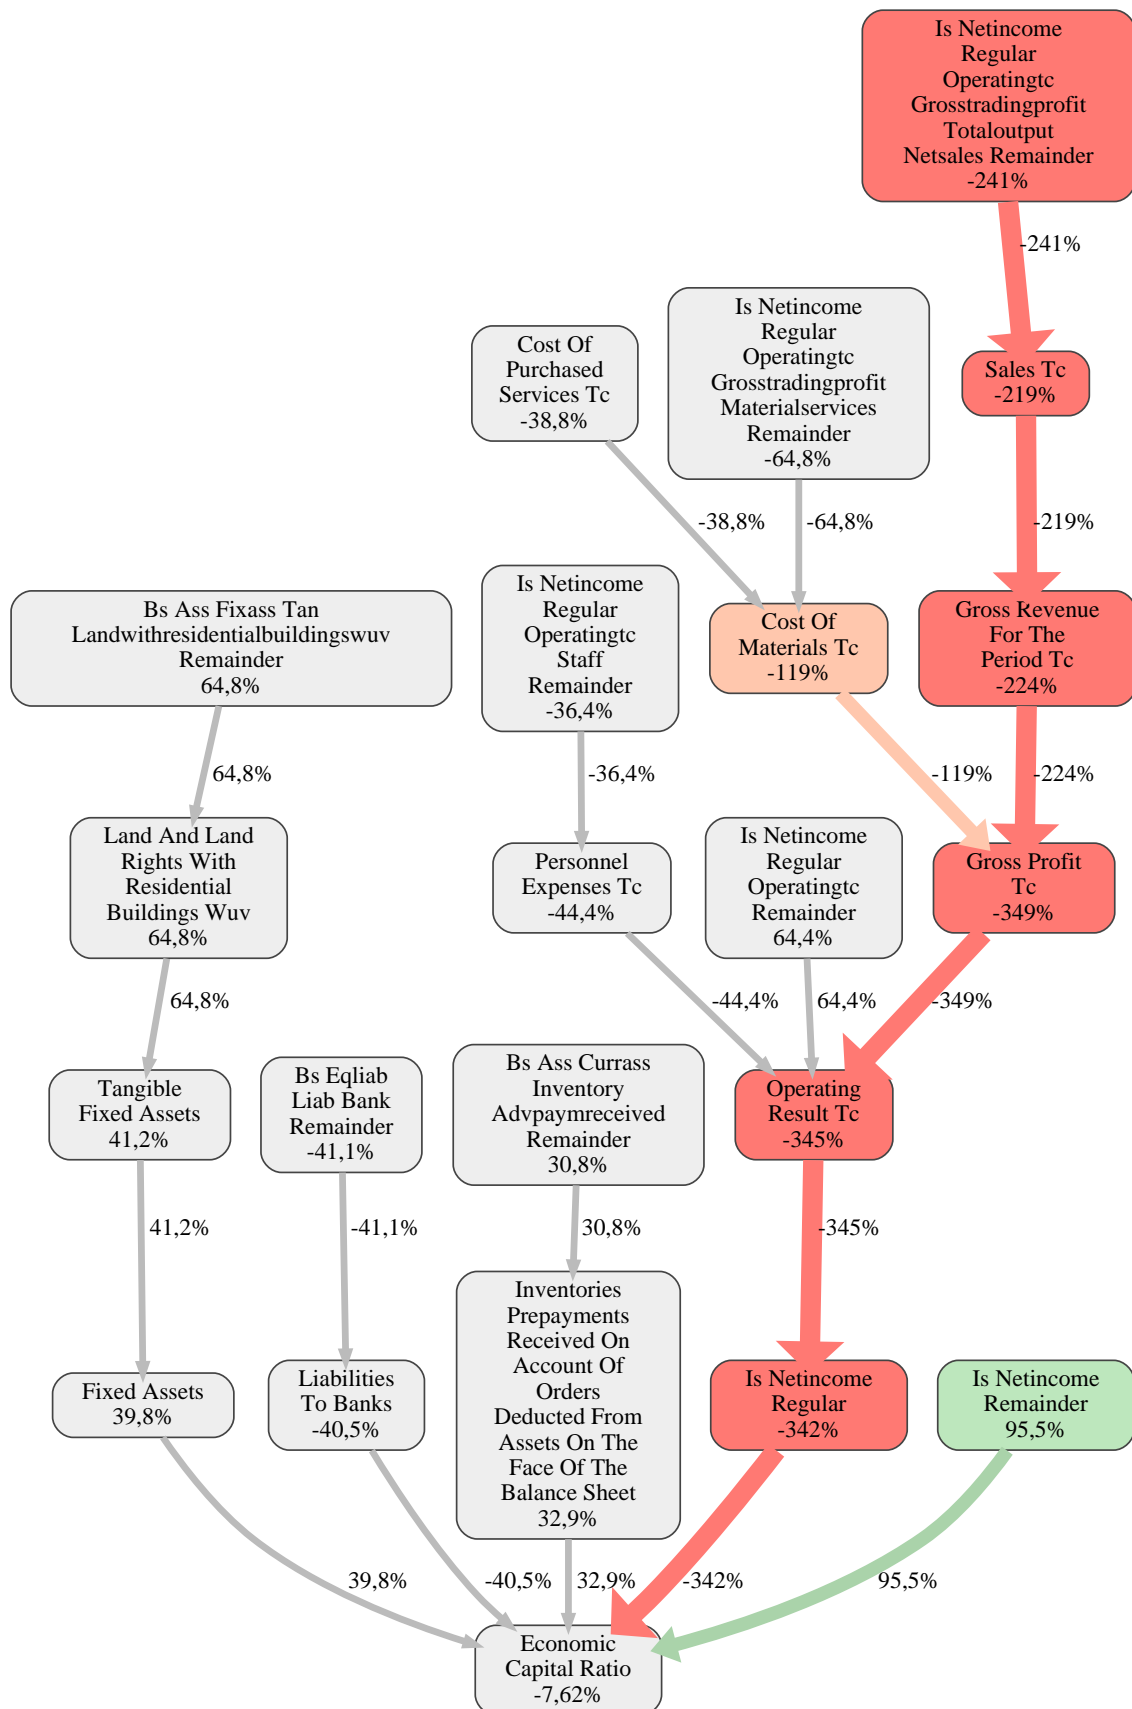 Is Netincome
Regular
Operatingtc
Grosstradingprofit
Totaloutput
Netsales Remainder
-241%
-241%
Is Netincome
Regular
Operatingtc
Grosstradingprofit
Materialservices
Remainder
-64,8%
Cost Of
Purchased
Services Tc
-38,8%
Sales Tc
-219%
-38,8%
-64,8%
-219%
Is Netincome
Regular
Operatingtc
Staff
Remainder
-36,4%
Bs Ass Fixass Tan
Landwithresidentialbuildingswuv
Remainder
64,8%
Cost Of
Materials Tc
-119%
Gross Revenue
For The
Period Tc
-224%
64,8%
-36,4%
-119%
-224%
Land And Land
Rights With
Residential
Buildings Wuv
64,8%
Personnel
Expenses Tc
-44,4%
Is Netincome
Regular
Operatingtc
Remainder
64,4%
Gross Profit
Tc
-349%
64,8%
-44,4%
64,4%
-349%
Tangible
Fixed Assets
41,2%
Bs Eqliab
Liab Bank
Remainder
-41,1%
Bs Ass Currass
Inventory
Advpaymreceived
Remainder
30,8%
Operating
Result Tc
-345%
41,2%
-41,1%
30,8%
-345%
Fixed Assets
39,8%
Liabilities
To Banks
-40,5%
Inventories
Prepayments
Received On
Account Of
Orders
Deducted From
Assets On The
Face Of The
Balance Sheet
32,9%
Is Netincome
Regular
-342%
Is Netincome
Remainder
95,5%
39,8%
-40,5%
32,9%
-342%
95,5%
Economic
Capital Ratio
-7,62%